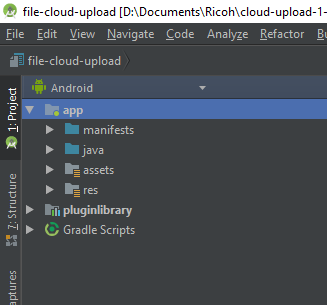 file-cloud-upload [D:\Documents\Ricoh\cloud-upload-1-
File Edit View Navigate Code Analyze Refactor B
file-cloud-upload
Android
1: Project
app
manifests
java
assets
res
pluginlibrary
Gradle Scripts
7: Structure
aptures